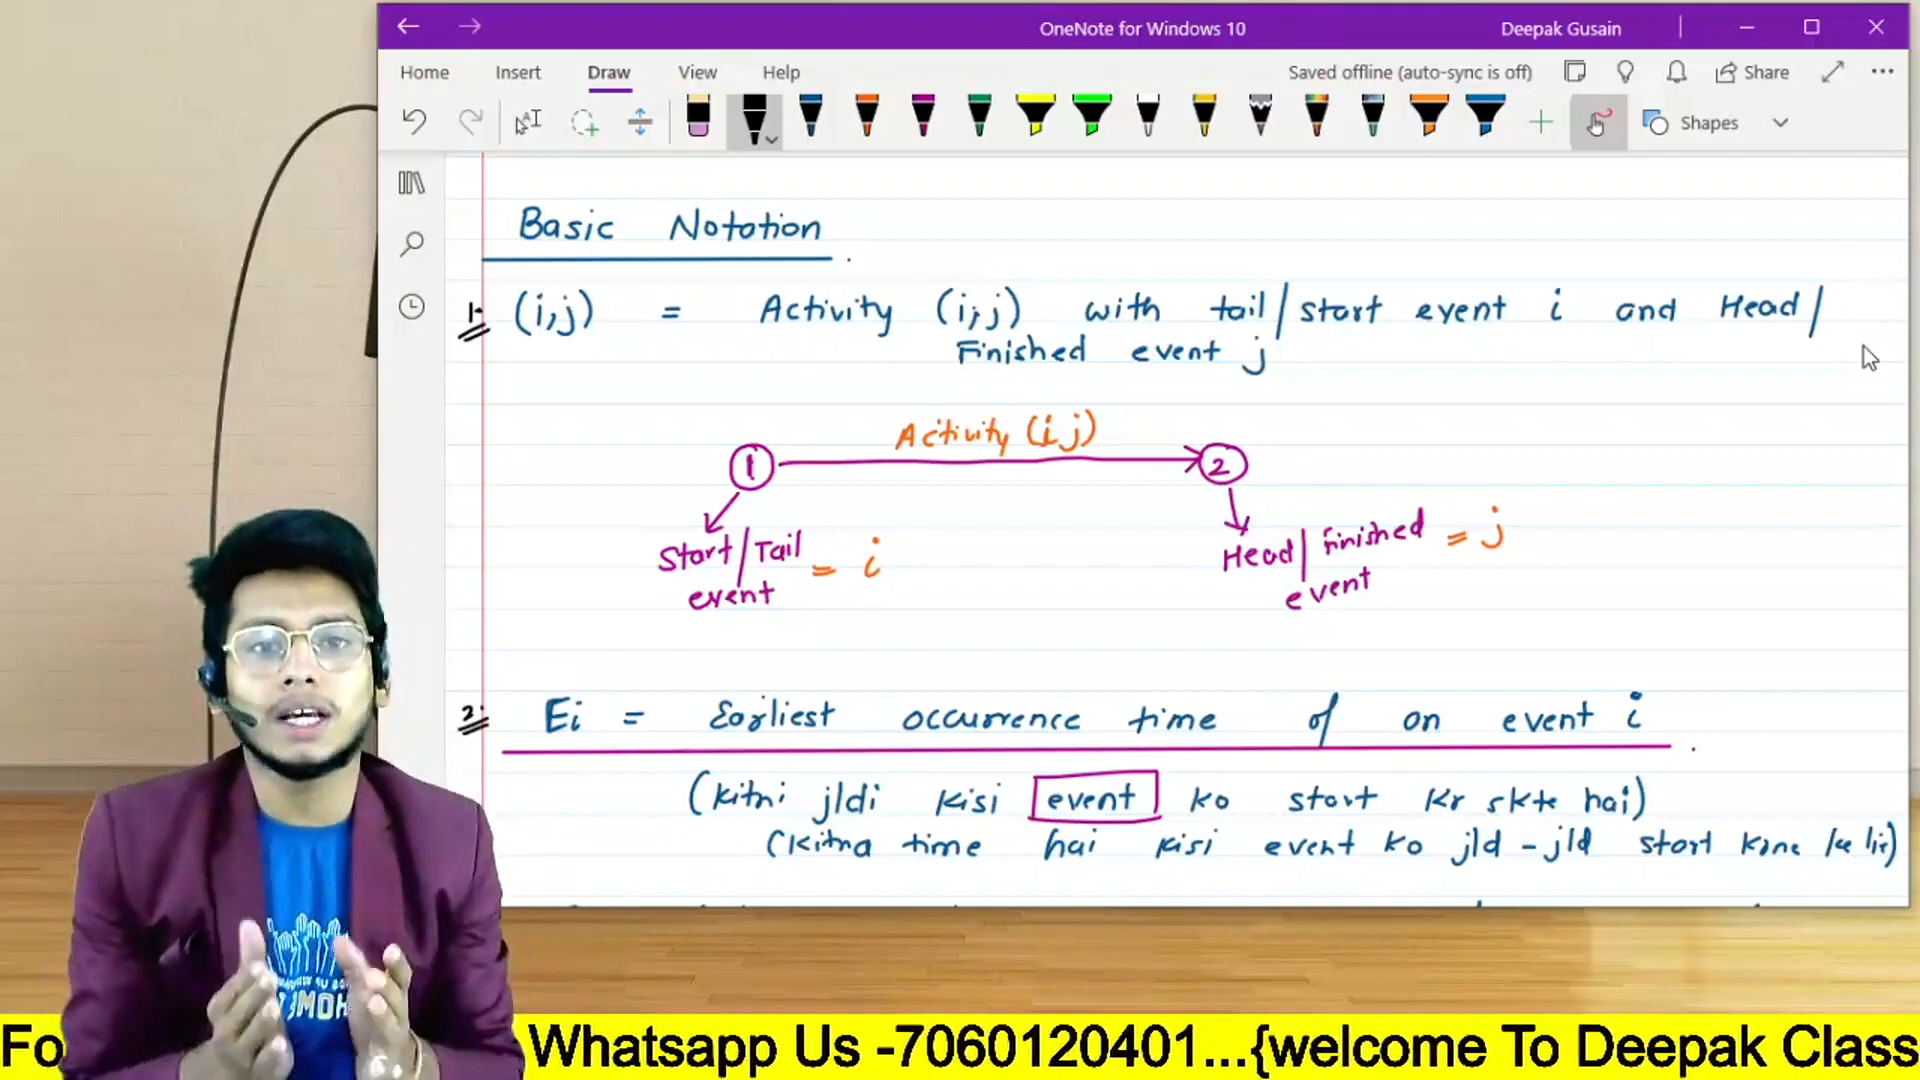 OneNote for Windows 10
Deepak Gusain
Home Insert Draw View Help
Saved offline (auto-sync is off)
Share
Shapes
Basic Notation
1. (i,j) = Activity (i,j) with tail/start event i and Head/
Finished event j
Activity (i,j)
1
2
Start/Tail event = i
Head/Finished event = j
2. Ei = Earliest occurrence time of an event i
(kitni jldi kisi event ko start kr skte hai)
(kitna time hai kisi event ko jld-jld start krne ke liε)
Fo
Whatsapp Us -7060120401...{welcome To Deepak Class